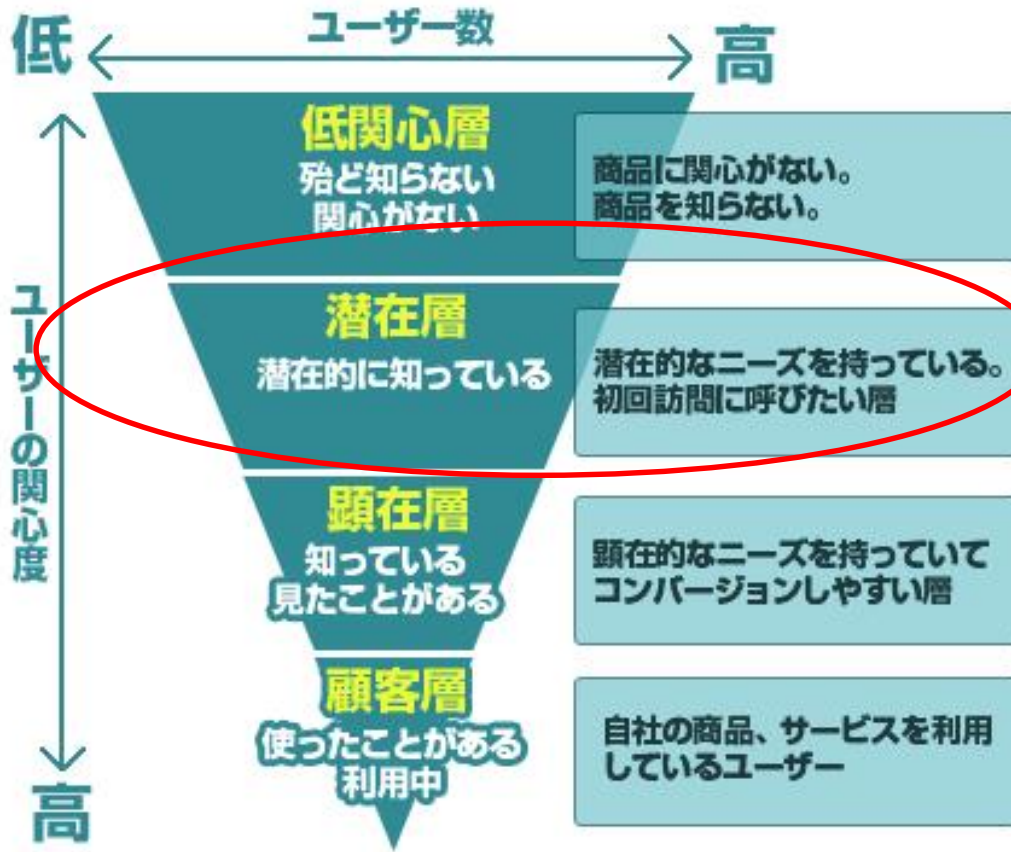 低
ユーザー数
高
ユーザーの関心度
高
低関心層
殆ど知らない
関心がない
商品に関心がない。
商品を知らない。
潜在層
潜在的に知っている
潜在的なニーズを持っている。
初回訪問に呼びたい層
顕在層
知っている
見たことがある
顕在的なニーズを持っていて
コンバージョンしやすい層
顧客層
使ったことがある
利用中
自社の商品、サービスを利用
しているユーザー